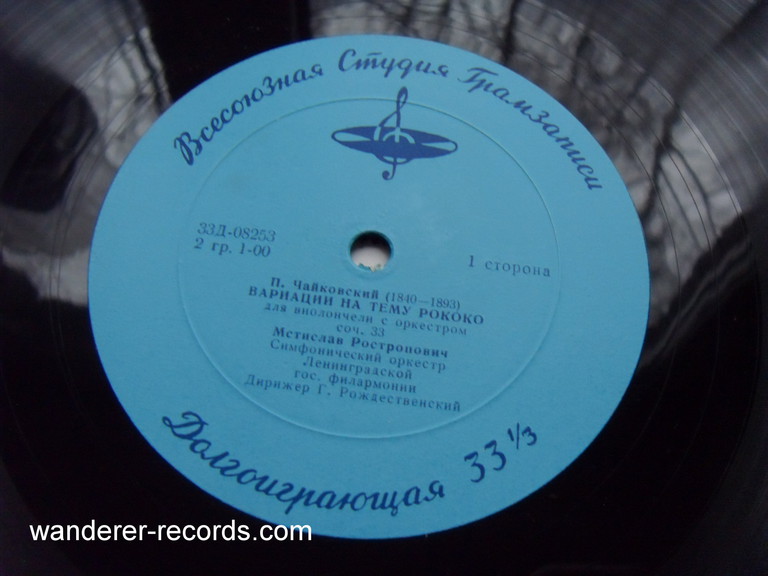 Всесоюзная Студия Грамзаписи
33Д-08253
2 гр. 1-00
1 сторона
П. Чайковский (1840—1893)
ВАРИАЦИИ НА ТЕМУ РОКОКО
для виолончели с оркестром
соч. 33
Мстислав Ростропович
Симфонический оркестр
Ленинградской
гос. филармонии
Дирижер Г. Рождественский
Долгоиграющая 33 1/3
wanderer-records.com